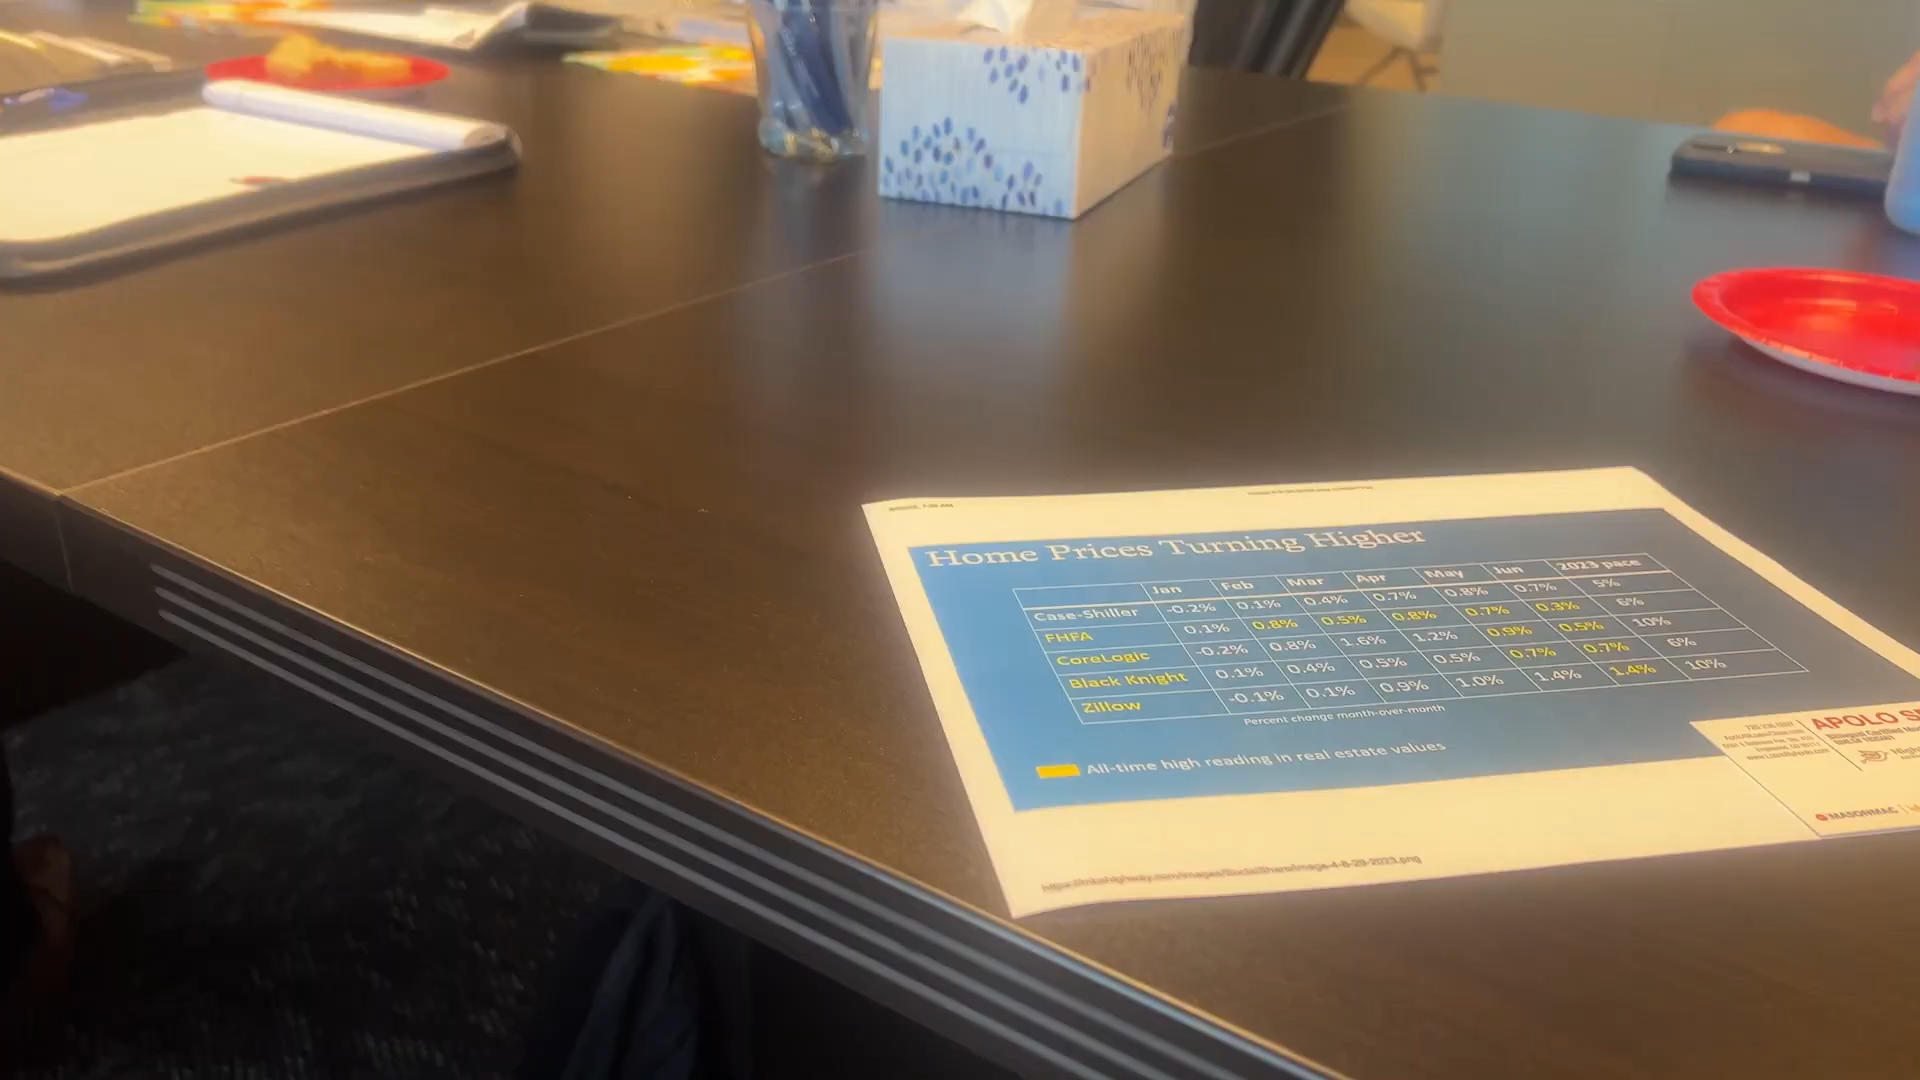 Home Prices Turning Higher
Jan Feb Mar Apr May Jun 2023 pace
Case-Shiller -0.2% 0.1% 0.4% 0.7% 0.8% 0.7% 5%
FHFA 0.1% 0.8% 0.5% 0.8% 0.7% 0.3% 6%
CoreLogic -0.2% 0.8% 1.6% 1.2% 0.9% 0.5% 10%
Black Knight 0.1% 0.4% 0.5% 0.5% 0.7% 0.7% 6%
Zillow -0.1% 0.1% 0.9% 1.0% 1.4% 1.4% 10%
Percent change month-over-month
All-time high reading in real estate values
APOLO
MASONMAC